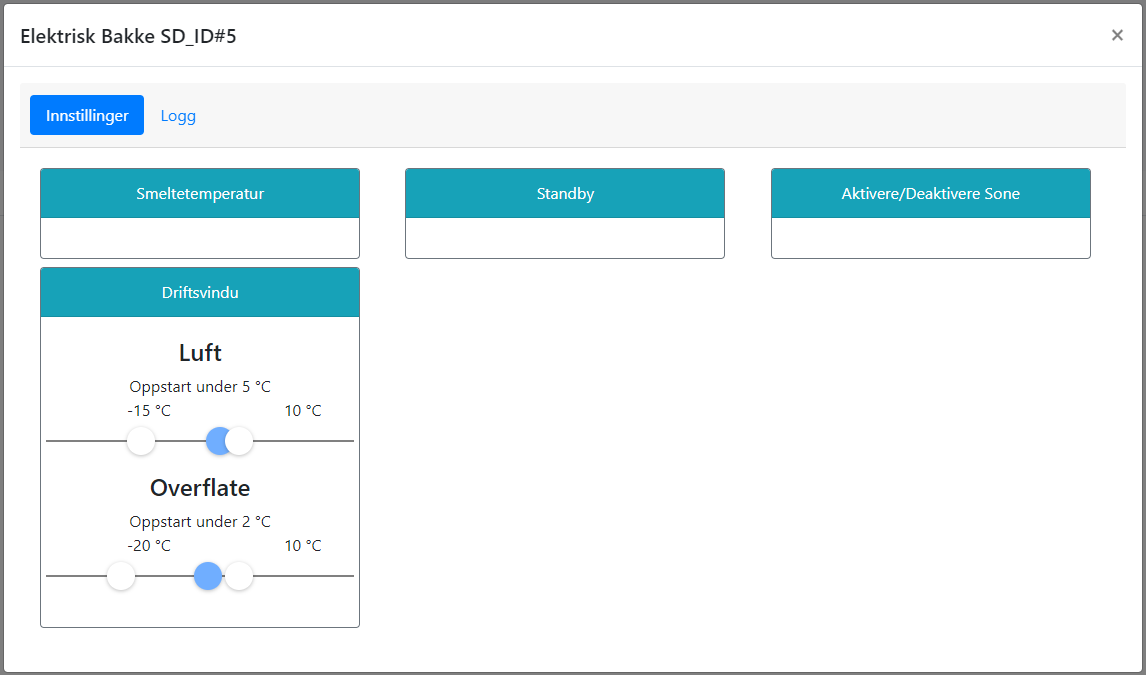 Elektrisk Bakke SD_ID#5
×
Innstillinger
Logg
Smeltetemperatur
Standby
Aktivere/Deaktivere Sone
Driftsvindu
Luft
Oppstart under 5 °C
-15 °C 10 °C
Overflate
Oppstart under 2 °C
-20 °C 10 °C